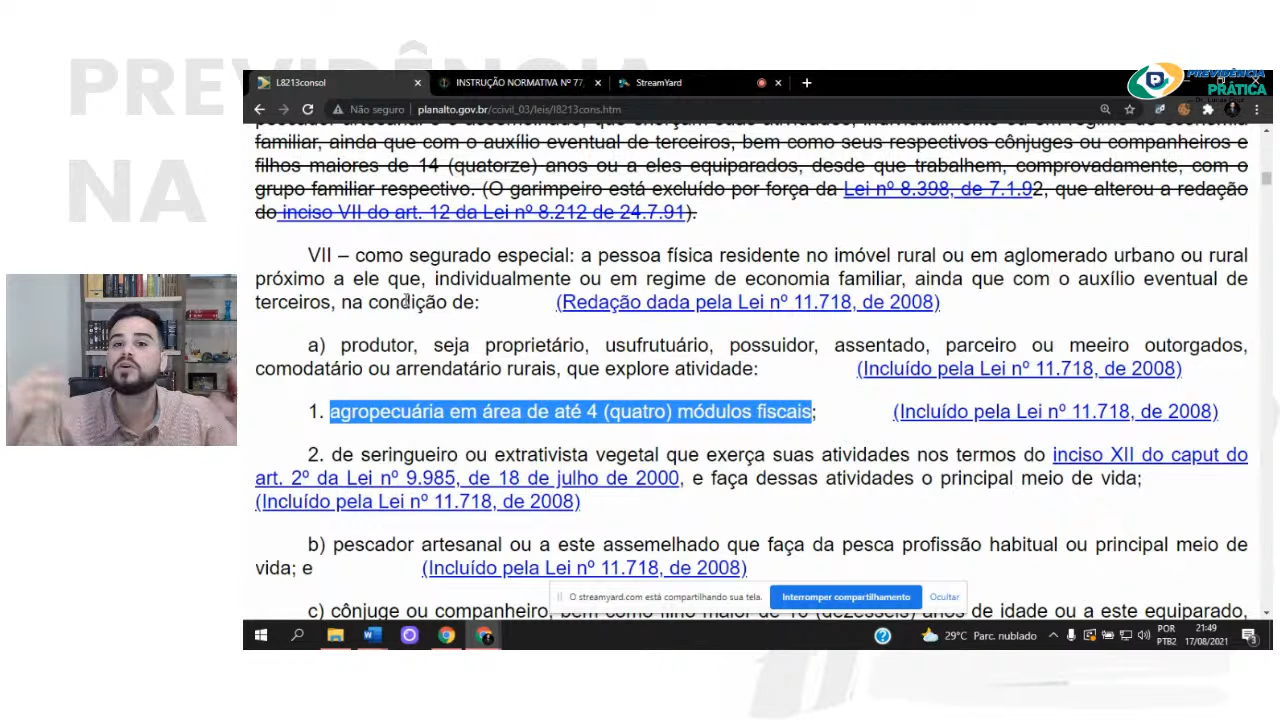 PREVIDÊNCIA
NA
PREVIDÊNCIA
PRÁTICA
L8213consol
INSTRUÇÃO NORMATIVA Nº 77,
StreamYard
Não seguro
planalto.gov.br/ccivil_03/leis/l8213cons.htm
familiar, ainda que com o auxílio eventual de terceiros, bem como seus respectivos cônjuges ou companheiros e
filhos maiores de 14 (quatorze) anos ou a eles equiparados, desde que trabalhem, comprovadamente, com o
grupo familiar respectivo. (O garimpeiro está excluído por força da Lei nº 8.398, de 7.1.92, que alterou a redação
do inciso VII do art. 12 da Lei nº 8.212 de 24.7.91).
VII – como segurado especial: a pessoa física residente no imóvel rural ou em aglomerado urbano ou rural
próximo a ele que, individualmente ou em regime de economia familiar, ainda que com o auxílio eventual de
terceiros, na condição de: (Redação dada pela Lei nº 11.718, de 2008)
a) produtor, seja proprietário, usufrutuário, possuidor, assentado, parceiro ou meeiro outorgados,
comodatário ou arrendatário rurais, que explore atividade: (Incluído pela Lei nº 11.718, de 2008)
1. agropecuária em área de até 4 (quatro) módulos fiscais; (Incluído pela Lei nº 11.718, de 2008)
2. de seringueiro ou extrativista vegetal que exerça suas atividades nos termos do inciso XII do caput do
art. 2º da Lei nº 9.985, de 18 de julho de 2000, e faça dessas atividades o principal meio de vida;
(Incluído pela Lei nº 11.718, de 2008)
b) pescador artesanal ou a este assemelhado que faça da pesca profissão habitual ou principal meio de
vida; e (Incluído pela Lei nº 11.718, de 2008)
O streamyard.com está compartilhando sua tela.
Interromper compartilhamento
Ocultar
c) cônjuge ou companheiro, bem como filho maior de 16 (dezesseis) anos de idade ou a este equiparado,
29°C Parc. nublado
POR
PTB2
21:49
17/08/2021